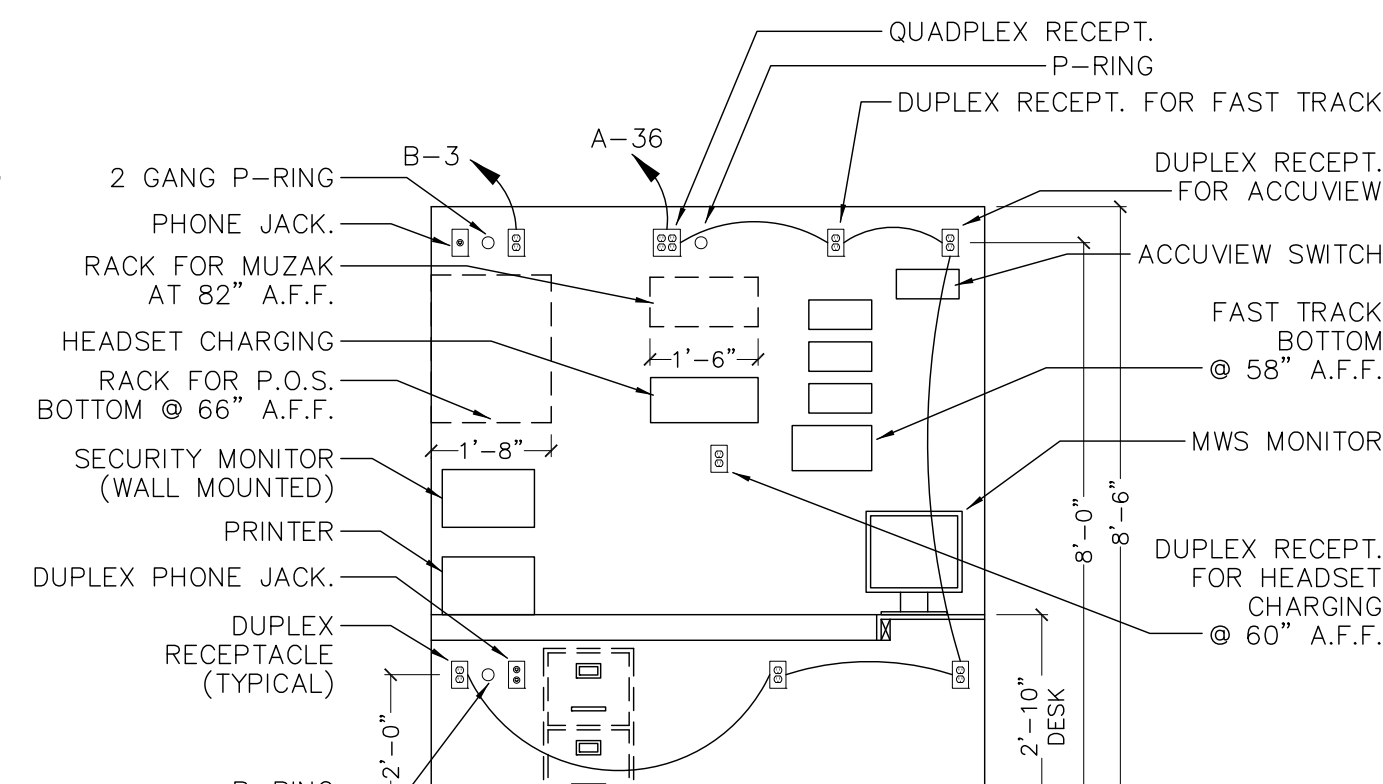 QUADPLEX RECEPT.
P-RING
DUPLEX RECEPT. FOR FAST TRACK
A-36
B-3
DUPLEX RECEPT.
FOR ACCUVIEW
2 GANG P-RING
PHONE JACK.
ACCUVIEW SWITCH
RACK FOR MUZAK
AT 82" A.F.F.
FAST TRACK
BOTTOM
@ 58" A.F.F.
HEADSET CHARGING
1'-6"
RACK FOR P.O.S.
BOTTOM @ 66" A.F.F.
1'-8"
MWS MONITOR
SECURITY MONITOR
(WALL MOUNTED)
8'-0"
8'-6"
PRINTER
DUPLEX RECEPT.
FOR HEADSET
CHARGING
@ 60" A.F.F.
DUPLEX PHONE JACK.
DUPLEX
RECEPTACLE
(TYPICAL)
2'-10"
DESK
2'-0"
P-RING